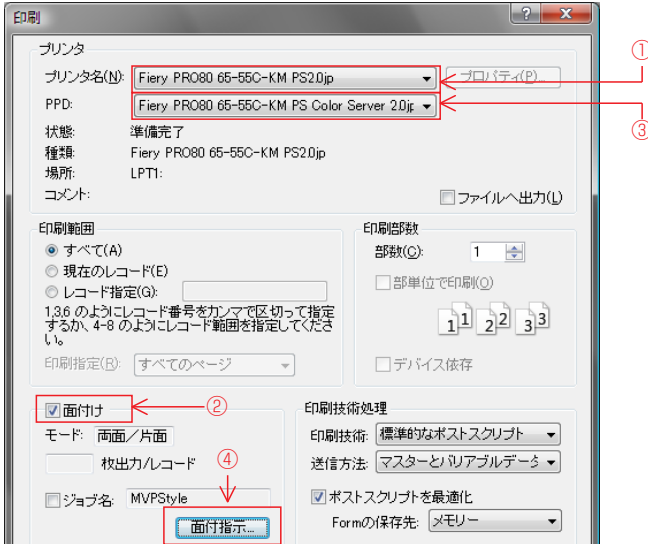 印刷
?
×
プリンタ
プリンタ名(N): Fiery PRO80 65-55C-KM PS2.0jp プロパティ(P)... ①
PPD: Fiery PRO80 65-55C-KM PS Color Server 2.0jp ③
状態: 準備完了
種類: Fiery PRO80 65-55C-KM PS2.0jp
場所: LPT1:
コメント:
ファイルへ出力(L)
印刷範囲
すべて(A)
現在のレコード(E)
レコード指定(G):
1,3,6 のようにレコード番号をカンマで区切って指定
するか、4-8 のようにレコード範囲を指定してくださ
い。
印刷指定(R): すべてのページ
印刷部数
部数(C): 1
部単位で印刷(O)
1 1 2 2 3 3
デバイス依存
面付け ②
モード: 両面/片面
枚出力/レコード ④
ジョブ名: MVPStyle
面付指示...
印刷技術処理
印刷技術: 標準的なポストスクリプト
送信方法: マスターとバリアブルデータ
ポストスクリプトを最適化
Formの保存先: メモリー